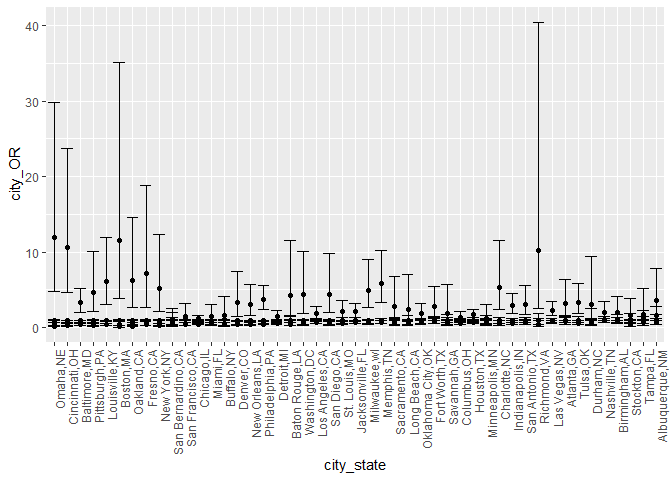 40
30
20
10
0
city_OR
Omaha,NE
Cincinnati,OH
Baltimore,MD
Pittsburgh,PA
Louisville,KY
Boston,MA
Oakland,CA
Fresno,CA
New York,NY
San Bernardino,CA
San Francisco,CA
Chicago,IL
Miami,FL
Buffalo,NY
Denver,CO
New Orleans,LA
Philadelphia,PA
Detroit,MI
Baton Rouge,LA
Washington,DC
Los Angeles,CA
San Diego,CA
St. Louis,MO
Jacksonville,FL
Milwaukee,wI
Memphis,TN
Sacramento,CA
Long Beach,CA
Oklahoma City,OK
Fort Worth,TX
Savannah,GA
Columbus,OH
Houston,TX
Minneapolis,MN
Charlotte,NC
Indianapolis,IN
San Antonio,TX
Richmond,VA
Las Vegas,NV
Atlanta,GA
Tulsa,OK
Durham,NC
Nashville,TN
Birmingham,AL
Stockton,CA
Tampa,FL
Albuquerque,NM
city_state